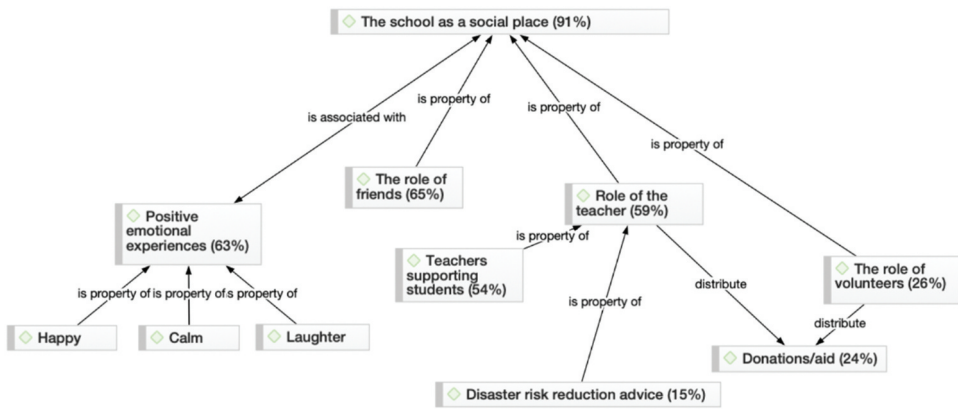 The school as a social place (91%)
is associated with
is property of
is property of
is property of
The role of
friends (65%)
Role of the
teacher (59%)
Positive
emotional
experiences (63%)
is property of
Teachers
supporting
students (54%)
The role of
volunteers (26%)
is property of
is property of
is property of
is property of
distribute
distribute
Happy
Calm
Laughter
Donations/aid (24%)
Disaster risk reduction advice (15%)